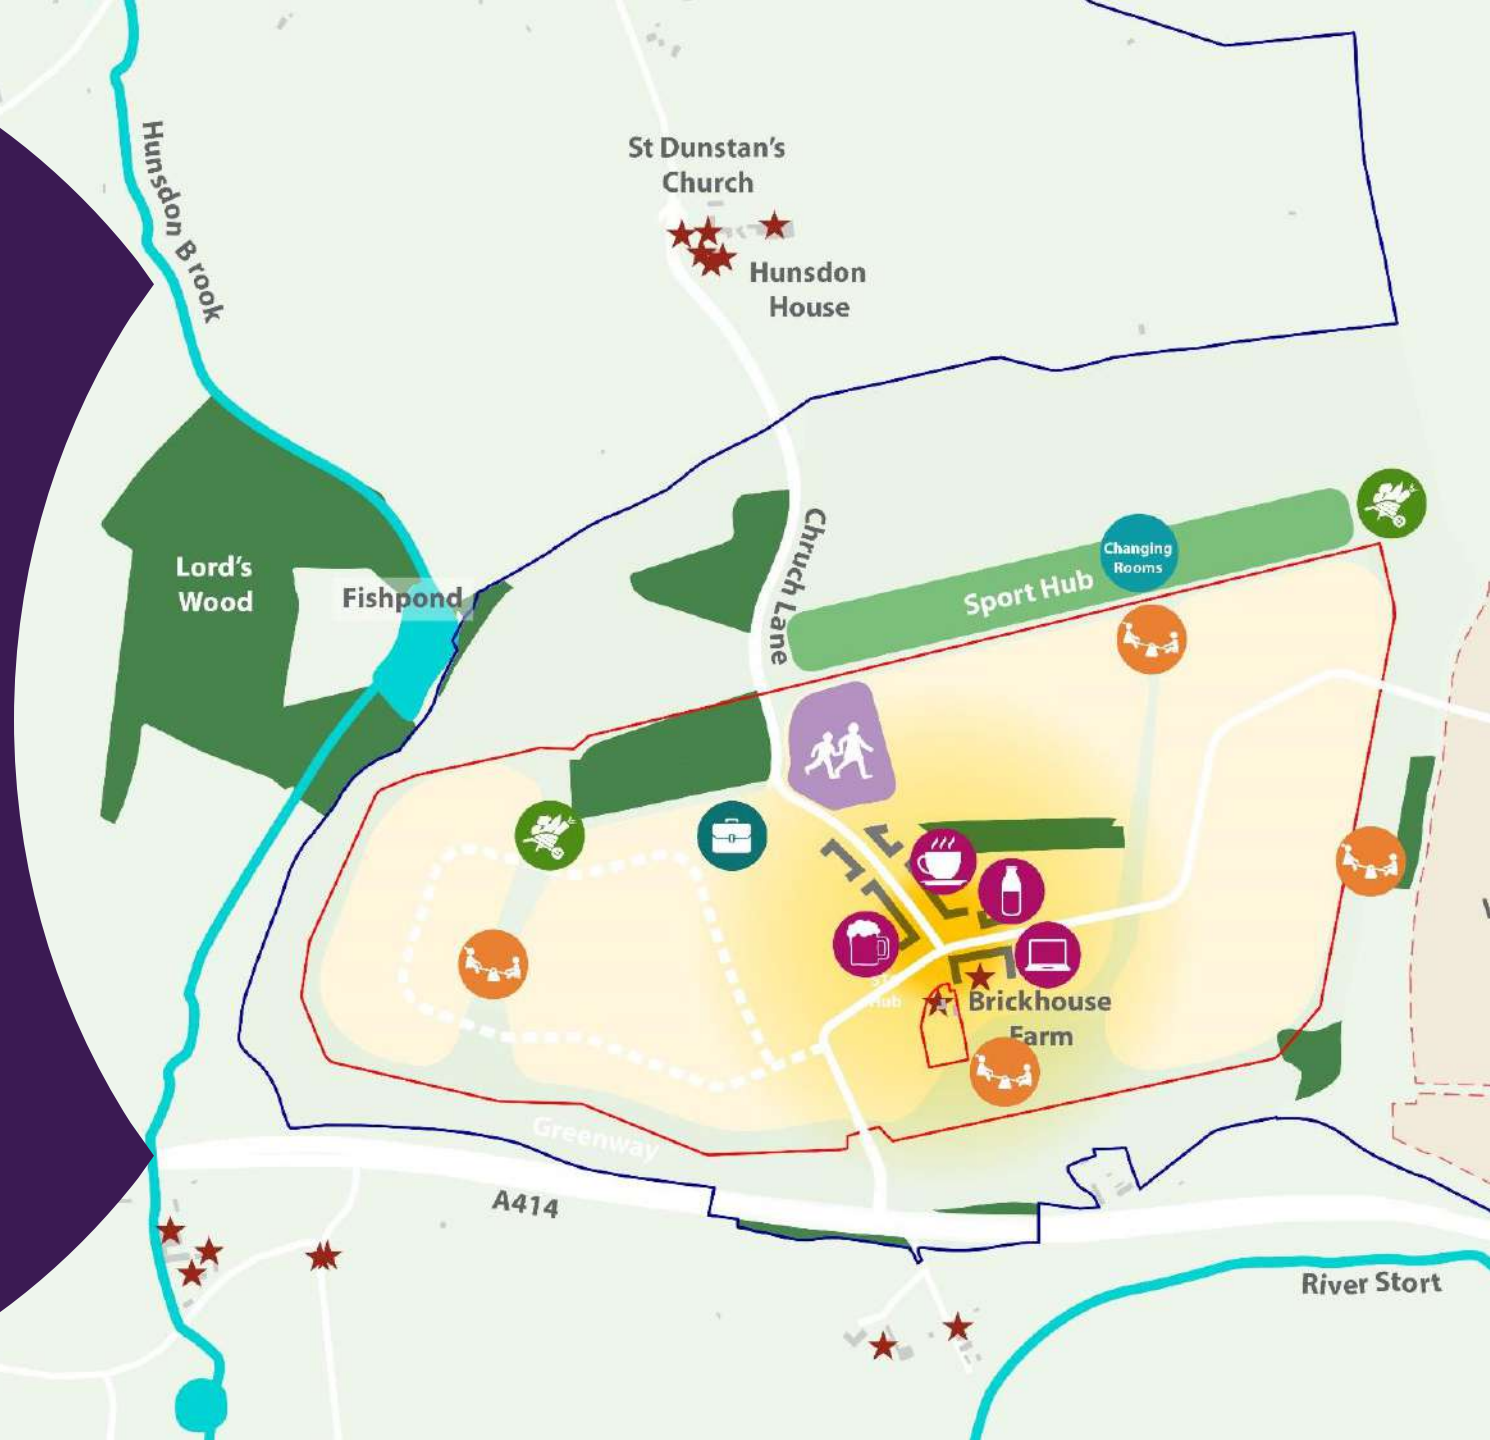 Hunsdon Brook
St Dunstan's
Church
Hunsdon
House
Lord's
Wood
Fishpond
Chruch Lane
Changing
Rooms
Sport Hub
Hub
Brickhouse
Farm
Greenway
A414
River Stort